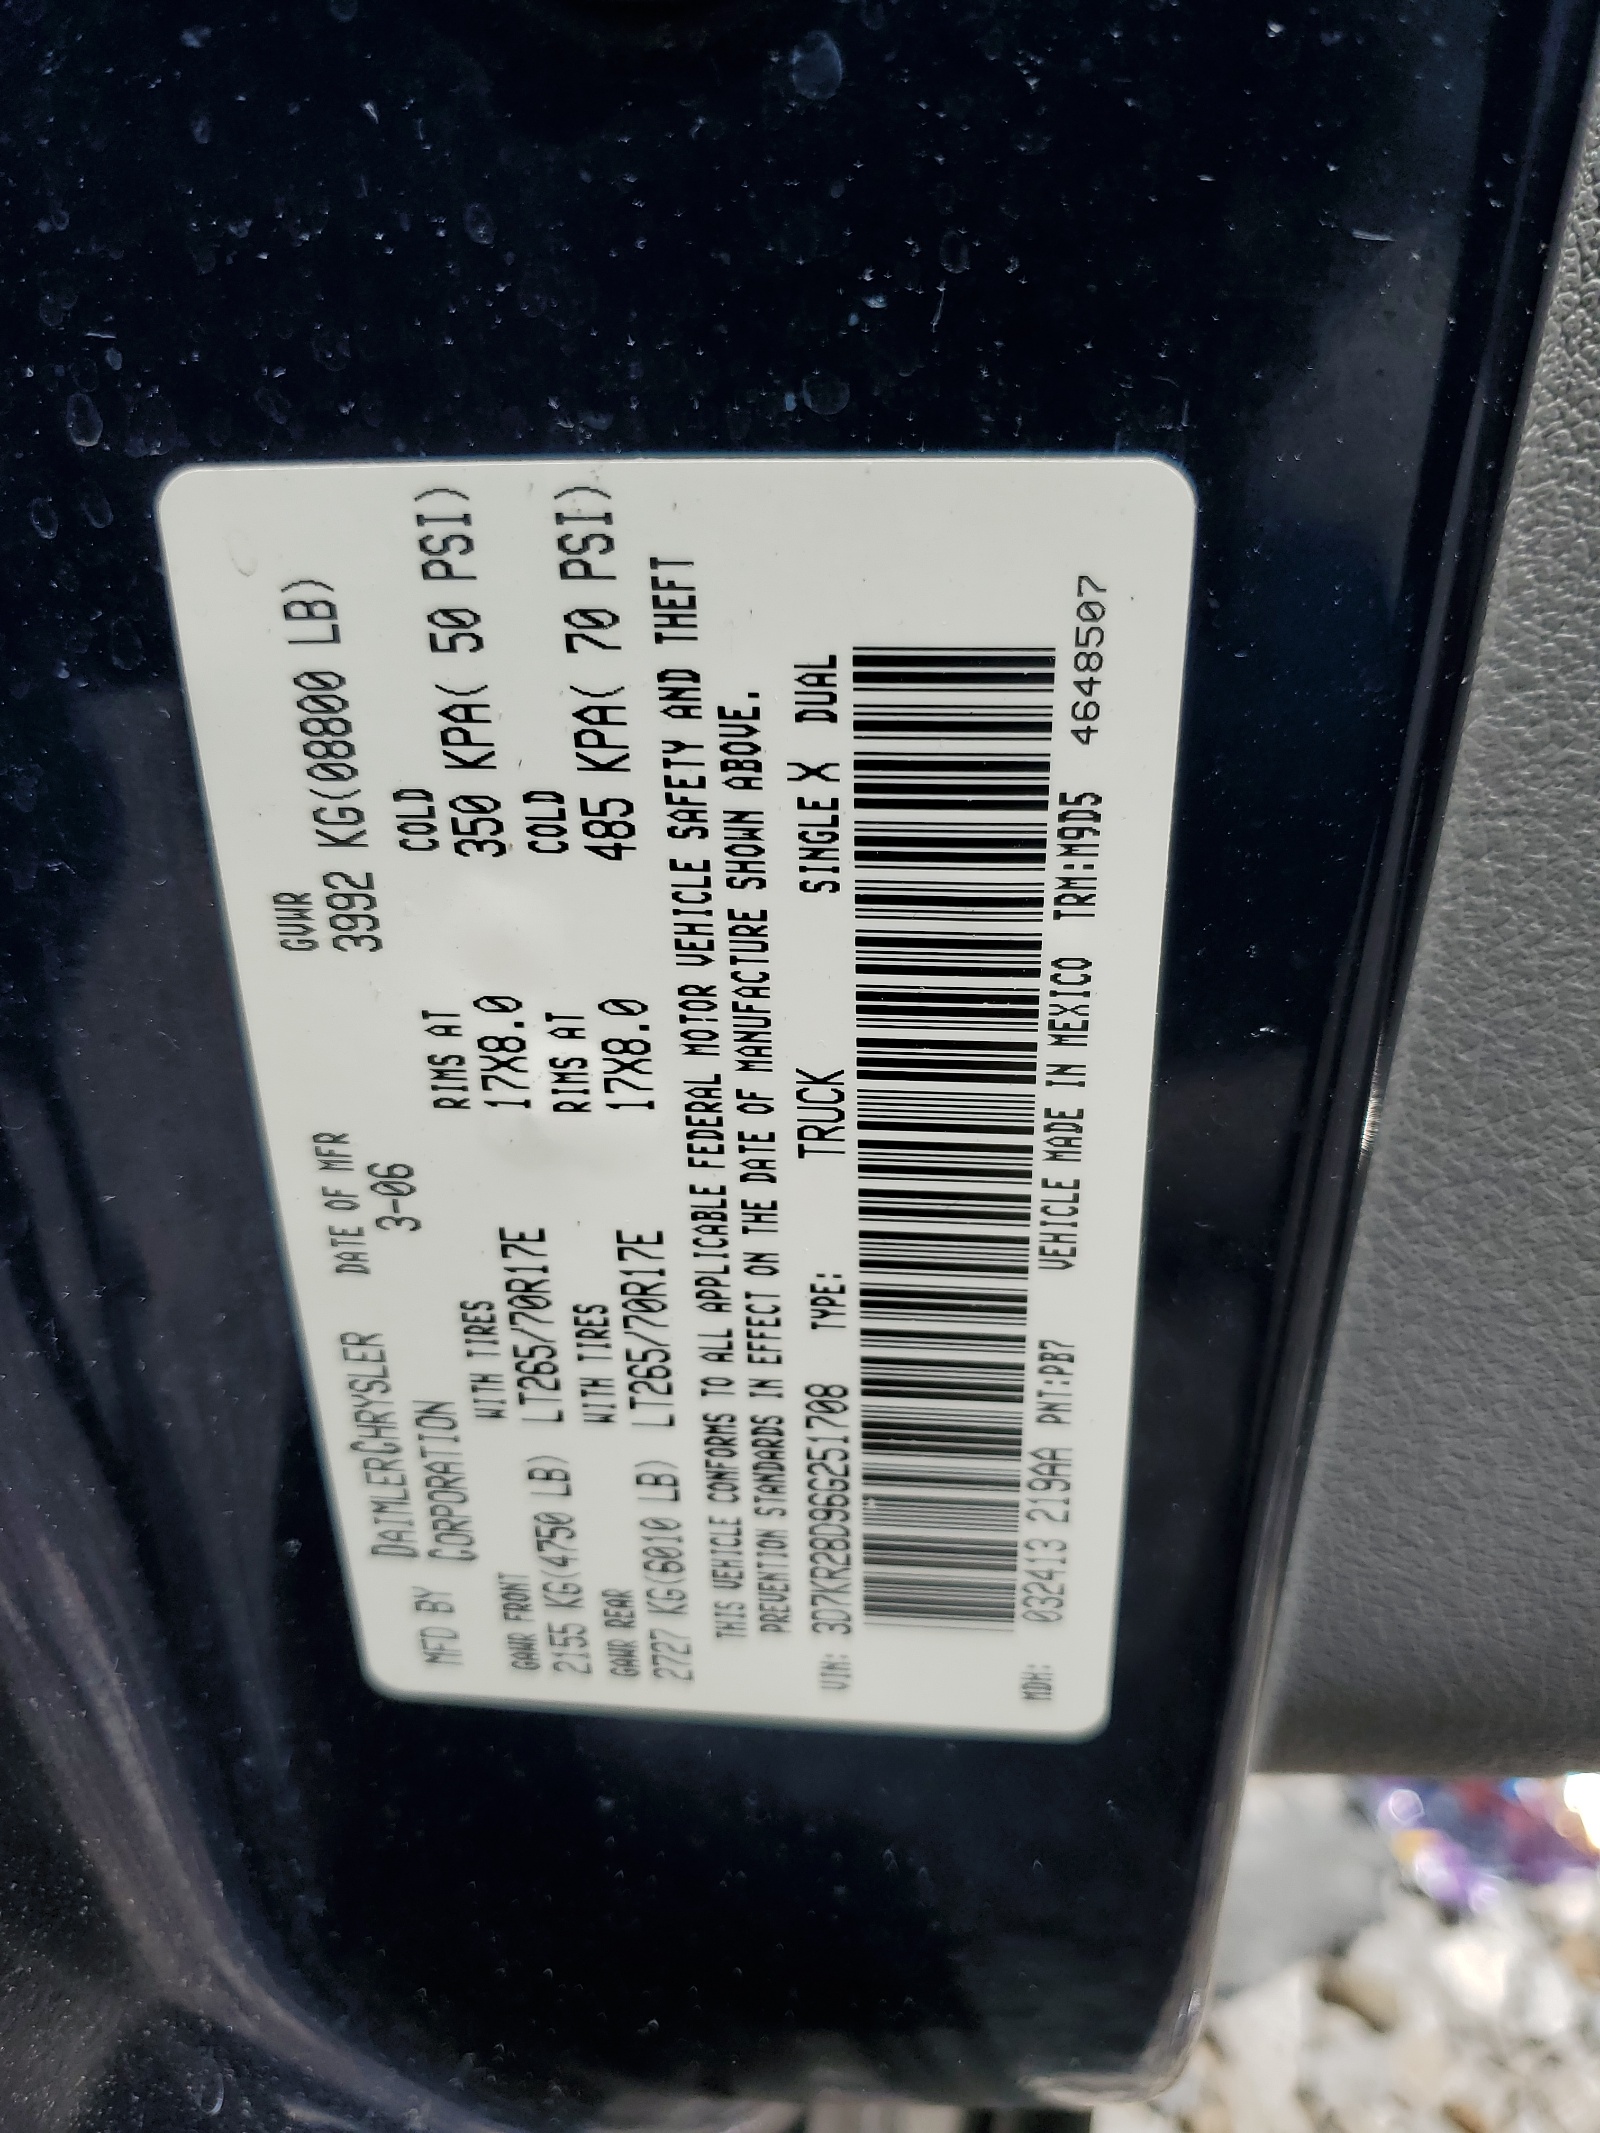 MFD BY DAIMLERCHRYSLER CORPORATION DATE OF MFR 3-06 GVWR 3992 KG(08800 LB)
GAWR FRONT WITH TIRES RIMS AT COLD
2155 KG(4750 LB) LT265/70R17E 17X8.0 350 KPA( 50 PSI)
GAWR REAR WITH TIRES RIMS AT COLD
2727 KG(6010 LB) LT265/70R17E 17X8.0 485 KPA( 70 PSI)
THIS VEHICLE CONFORMS TO ALL APPLICABLE FEDERAL MOTOR VEHICLE SAFETY AND THEFT
PREVENTION STANDARDS IN EFFECT ON THE DATE OF MANUFACTURE SHOWN ABOVE.
VIN: 3D7KR28D96G251708 TYPE: TRUCK SINGLE X DUAL
MDH: 032413 219AA PNT:PB7 VEHICLE MADE IN MEXICO TRM:M9D5 4648507